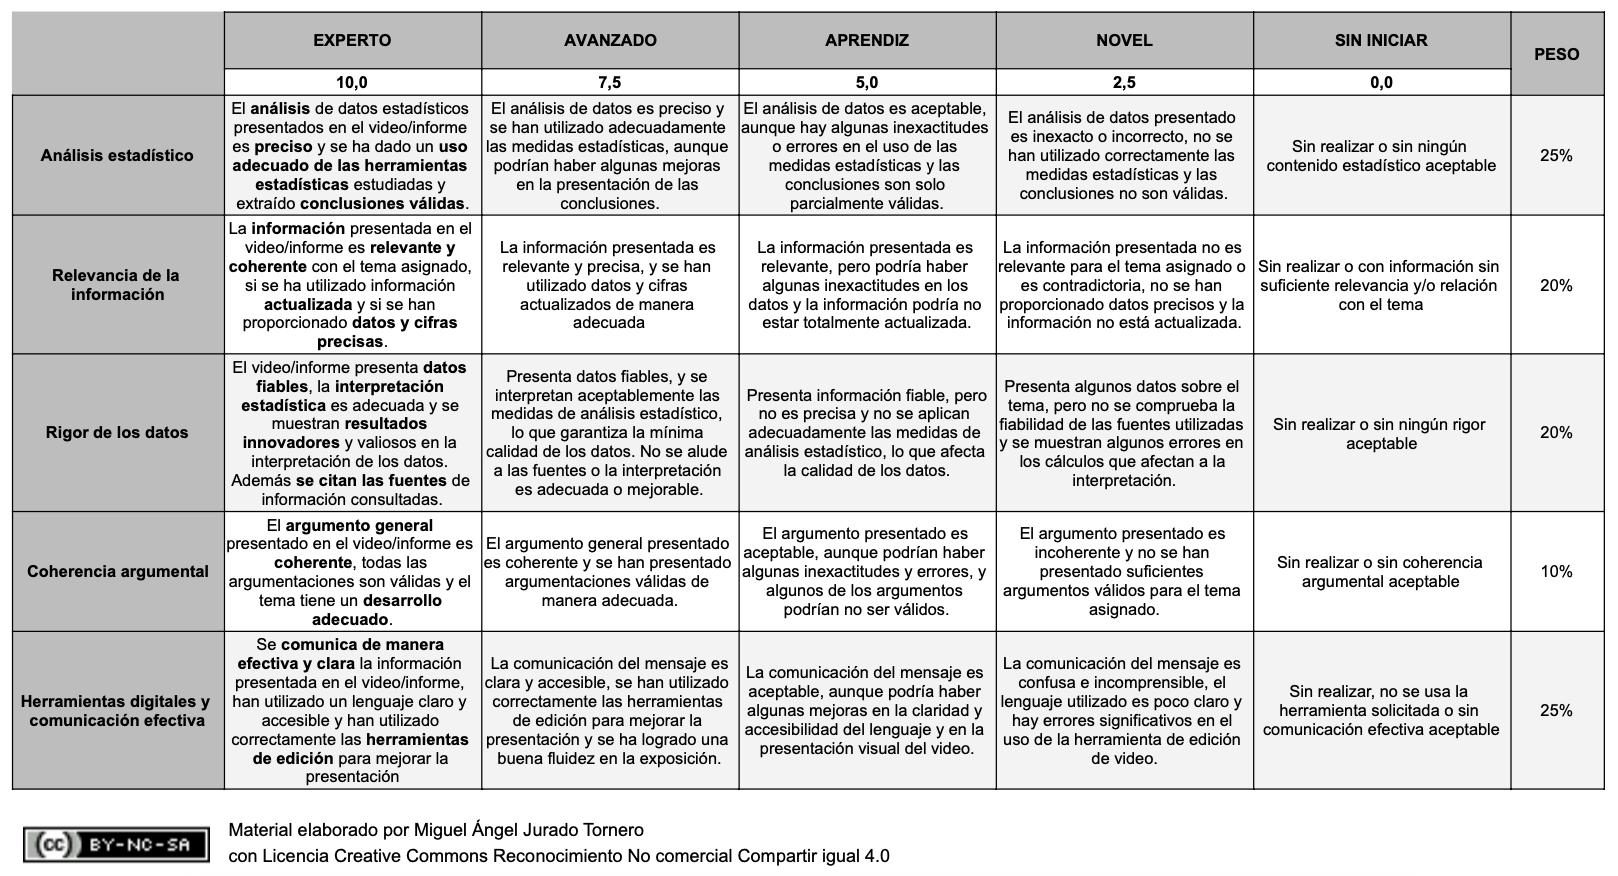 EXPERTO
AVANZADO
APRENDIZ
NOVEL
SIN INICIAR
PESO
10,0
7,5
5,0
2,5
0,0
Análisis estadístico
El análisis de datos estadísticos
presentados en el video/informe
es preciso y se ha dado un uso
adecuado de las herramientas
estadísticas estudiadas y
extraído conclusiones válidas.
El análisis de datos es preciso y
se han utilizado adecuadamente
las medidas estadísticas, aunque
podrían haber algunas mejoras
en la presentación de las
conclusiones.
El análisis de datos es aceptable,
aunque hay algunas inexactitudes
o errores en el uso de las
medidas estadísticas y las
conclusiones son solo
parcialmente válidas.
El análisis de datos presentado
es inexacto o incorrecto, no se
han utilizado correctamente las
medidas estadísticas y las
conclusiones no son válidas.
Sin realizar o sin ningún
contenido estadístico aceptable
25%
Relevancia de la
información
La información presentada en el
video/informe es relevante y
coherente con el tema asignado,
si se ha utilizado información
actualizada y si se han
proporcionado datos y cifras
precisas.
La información presentada es
relevante y precisa, y se han
utilizado datos y cifras
actualizados de manera
adecuada
La información presentada es
relevante, pero podría haber
algunas inexactitudes en los
datos y la información podría no
estar totalmente actualizada.
La información presentada no es
relevante para el tema asignado o
es contradictoria, no se han
proporcionado datos precisos y la
información no está actualizada.
Sin realizar o con información sin
suficiente relevancia y/o relación
con el tema
20%
Rigor de los datos
El video/informe presenta datos
fiables, la interpretación
estadística es adecuada y se
muestran resultados
innovadores y valiosos en la
interpretación de los datos.
Además se citan las fuentes de
información consultadas.
Presenta datos fiables, y se
interpretan aceptablemente las
medidas de análisis estadístico,
lo que garantiza la mínima
calidad de los datos. No se alude
a las fuentes o la interpretación
es adecuada o mejorable.
Presenta información fiable, pero
no es precisa y no se aplican
adecuadamente las medidas de
análisis estadístico, lo que afecta
la calidad de los datos.
Presenta algunos datos sobre el
tema, pero no se comprueba la
fiabilidad de las fuentes utilizadas
y se muestran algunos errores en
los cálculos que afectan a la
interpretación.
Sin realizar o sin ningún rigor
aceptable
20%
Coherencia argumental
El argumento general
presentado en el video/informe es
coherente, todas las
argumentaciones son válidas y el
tema tiene un desarrollo
adecuado.
El argumento general presentado
es coherente y se han presentado
argumentaciones válidas de
manera adecuada.
El argumento presentado es
aceptable, aunque podrían haber
algunas inexactitudes y errores, y
algunos de los argumentos
podrían no ser válidos.
El argumento presentado es
incoherente y no se han
presentado suficientes
argumentos válidos para el tema
asignado.
Sin realizar o sin coherencia
argumental aceptable
10%
Herramientas digitales y
comunicación efectiva
Se comunica de manera
efectiva y clara la información
presentada en el video/informe,
han utilizado un lenguaje claro y
accesible y han utilizado
correctamente las herramientas
de edición para mejorar la
presentación
La comunicación del mensaje es
clara y accesible, se han utilizado
correctamente las herramientas
de edición para mejorar la
presentación y se ha logrado una
buena fluidez en la exposición.
La comunicación del mensaje es
aceptable, aunque podría haber
algunas mejoras en la claridad y
accesibilidad del lenguaje y en la
presentación visual del video.
La comunicación del mensaje es
confusa e incomprensible, el
lenguaje utilizado es poco claro y
hay errores significativos en el
uso de la herramienta de edición
de video.
Sin realizar, no se usa la
herramienta solicitada o sin
comunicación efectiva aceptable
25%
cc BY-NC-SA
Material elaborado por Miguel Ángel Jurado Tornero
con Licencia Creative Commons Reconocimiento No comercial Compartir igual 4.0